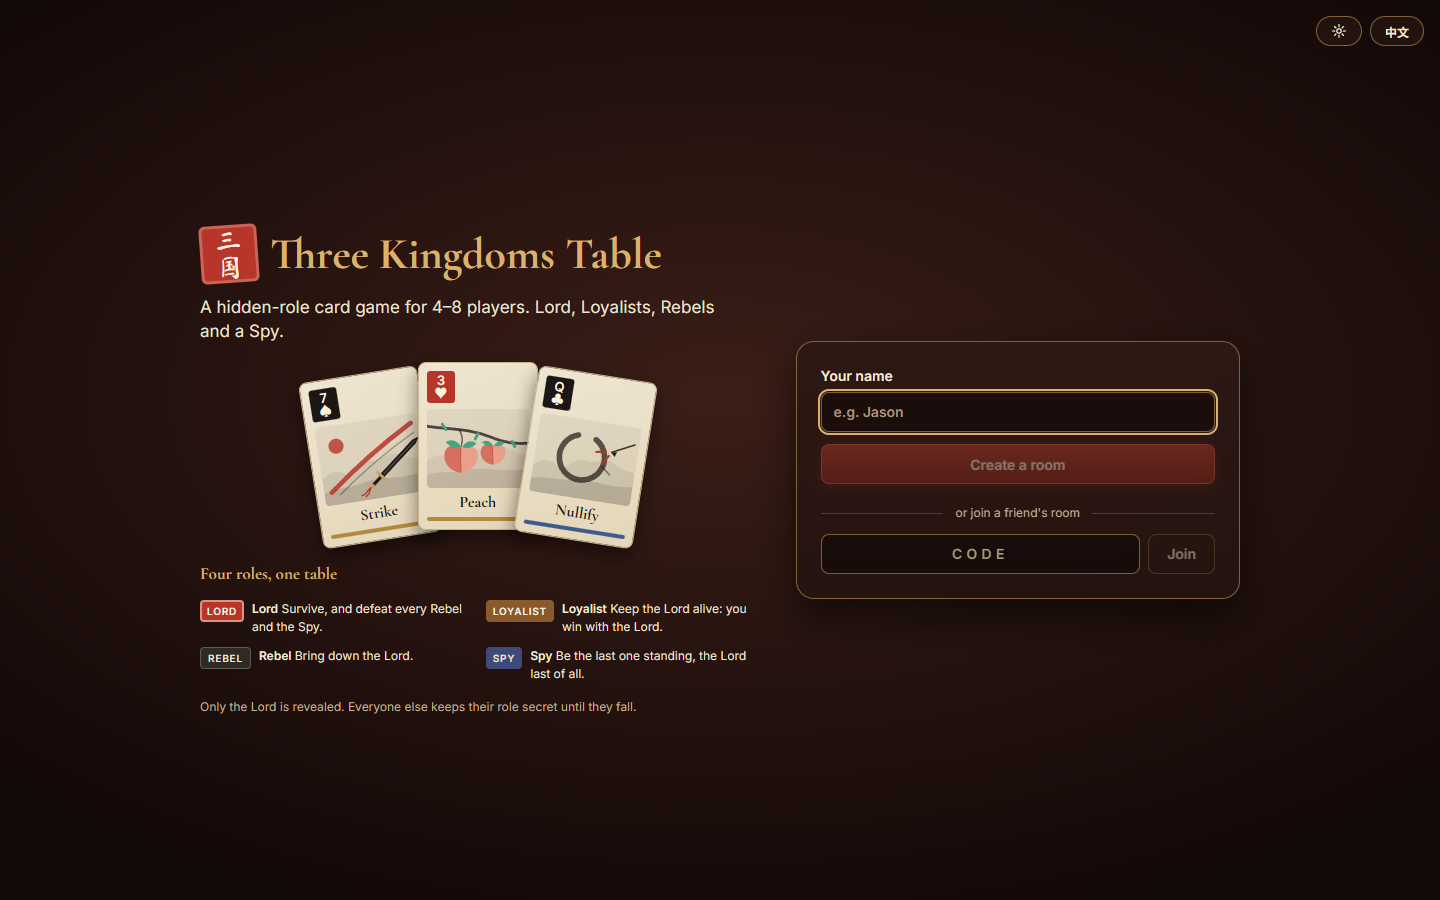 中文
三国
Three Kingdoms Table
A hidden-role card game for 4–8 players. Lord, Loyalists, Rebels
and a Spy.
7
Strike
3
Peach
Q
Nullify
Four roles, one table
LORD Lord Survive, and defeat every Rebel
and the Spy.
LOYALIST Loyalist Keep the Lord alive: you
win with the Lord.
REBEL Rebel Bring down the Lord.
SPY Spy Be the last one standing, the Lord
last of all.
Only the Lord is revealed. Everyone else keeps their role secret until they fall.
Your name
e.g. Jason
Create a room
or join a friend's room
CODE
Join